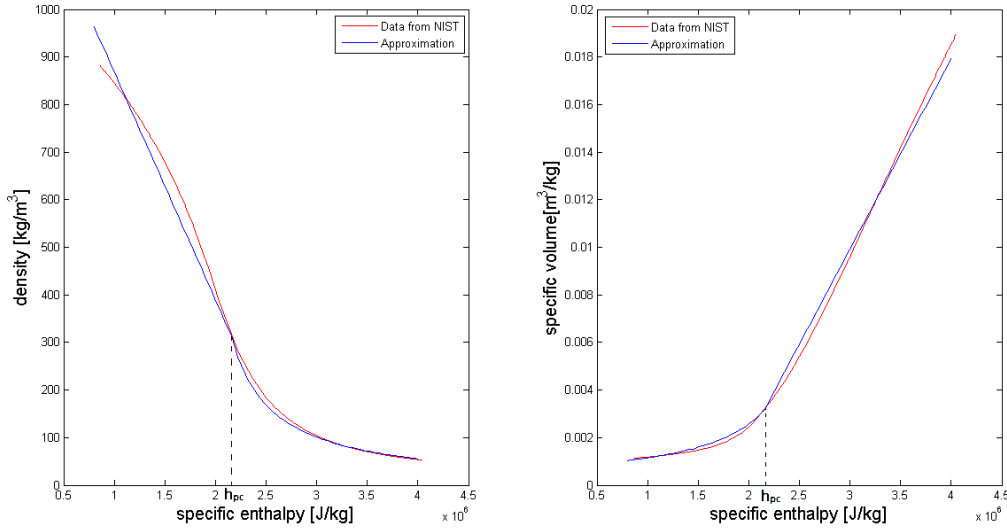 1000
900
800
700
600
500
400
300
200
100
0
density [kg/m³]
Data from NIST
Approximation
0.5 1 1.5 2 2.5 3 3.5 4 4.5
hpc
specific enthalpy [J/kg]
× 10⁶
0.02
0.018
0.016
0.014
0.012
0.01
0.008
0.006
0.004
0.002
0
specific volume[m³/kg]
Data from NIST
Approximation
0.5 1 1.5 2 2.5 3 3.5 4 4.5
hpc
specific enthalpy [J/kg]
× 10⁶